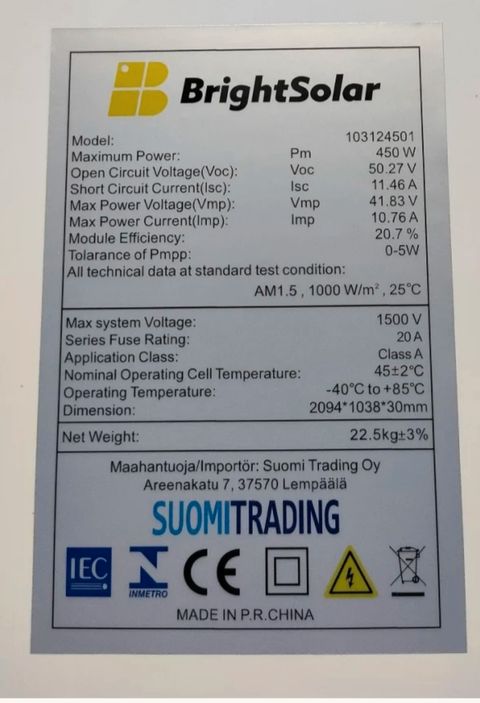 BrightSolar
Model: 103124501
Maximum Power: Pm 450 W
Open Circuit Voltage(Voc): Voc 50.27 V
Short Circuit Current(Isc): Isc 11.46 A
Max Power Voltage(Vmp): Vmp 41.83 V
Max Power Current(Imp): Imp 10.76 A
Module Efficiency: 20.7 %
Tolarance of Pmpp: 0-5W
All technical data at standard test condition:
AM1.5 , 1000 W/m² , 25℃
Max system Voltage: 1500 V
Series Fuse Rating: 20 A
Application Class: Class A
Nominal Operating Cell Temperature: 45±2℃
Operating Temperature: -40℃ to +85℃
Dimension: 2094*1038*30mm
Net Weight: 22.5kg±3%
Maahantuoja/Importör: Suomi Trading Oy
Areenakatu 7, 37570 Lempäälä
SUOMITRADING
IEC INMETRO CE
MADE IN P.R.CHINA